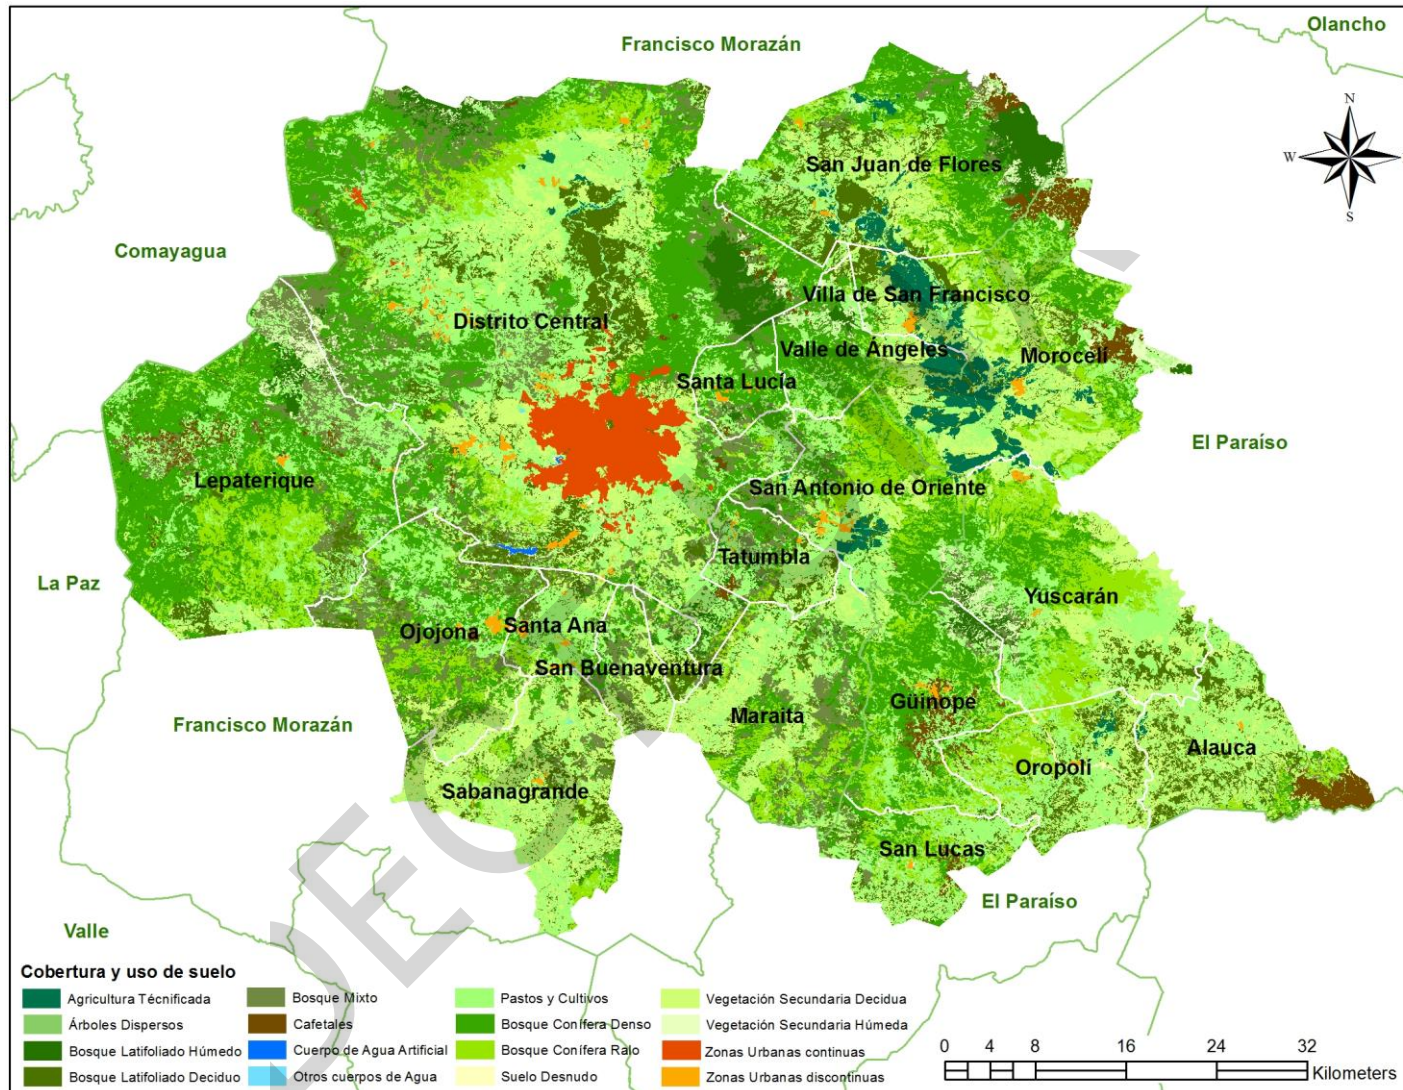 Olancho
Francisco Morazán
N
W
S
San Juan de Flores
Comayagua
Villa de San Francisco
Distrito Central
Valle de Ángeles
Morocelí
Santa Lucía
El Paraíso
Lepaterique
San Antonio de Oriente
Tatumbla
La Paz
Yuscarán
Ojojona
Santa Ana
San Buenaventura
Güinope
Maraita
Francisco Morazán
Alauca
Oropolí
Sabanagrande
San Lucas
El Paraíso
Valle
Cobertura y uso de suelo
Agricultura Técnificada
Árboles Dispersos
Bosque Latifoliado Húmedo
Bosque Latifoliado Deciduo
Bosque Mixto
Cafetales
Cuerpo de Agua Artificial
Otros cuerpos de Agua
Pastos y Cultivos
Bosque Conífera Denso
Bosque Conífera Ralo
Suelo Desnudo
Vegetación Secundaria Decidua
Vegetación Secundaria Húmeda
Zonas Urbanas continuas
Zonas Urbanas discontinuas
0 2 4 8 16 24 32
Kilometers